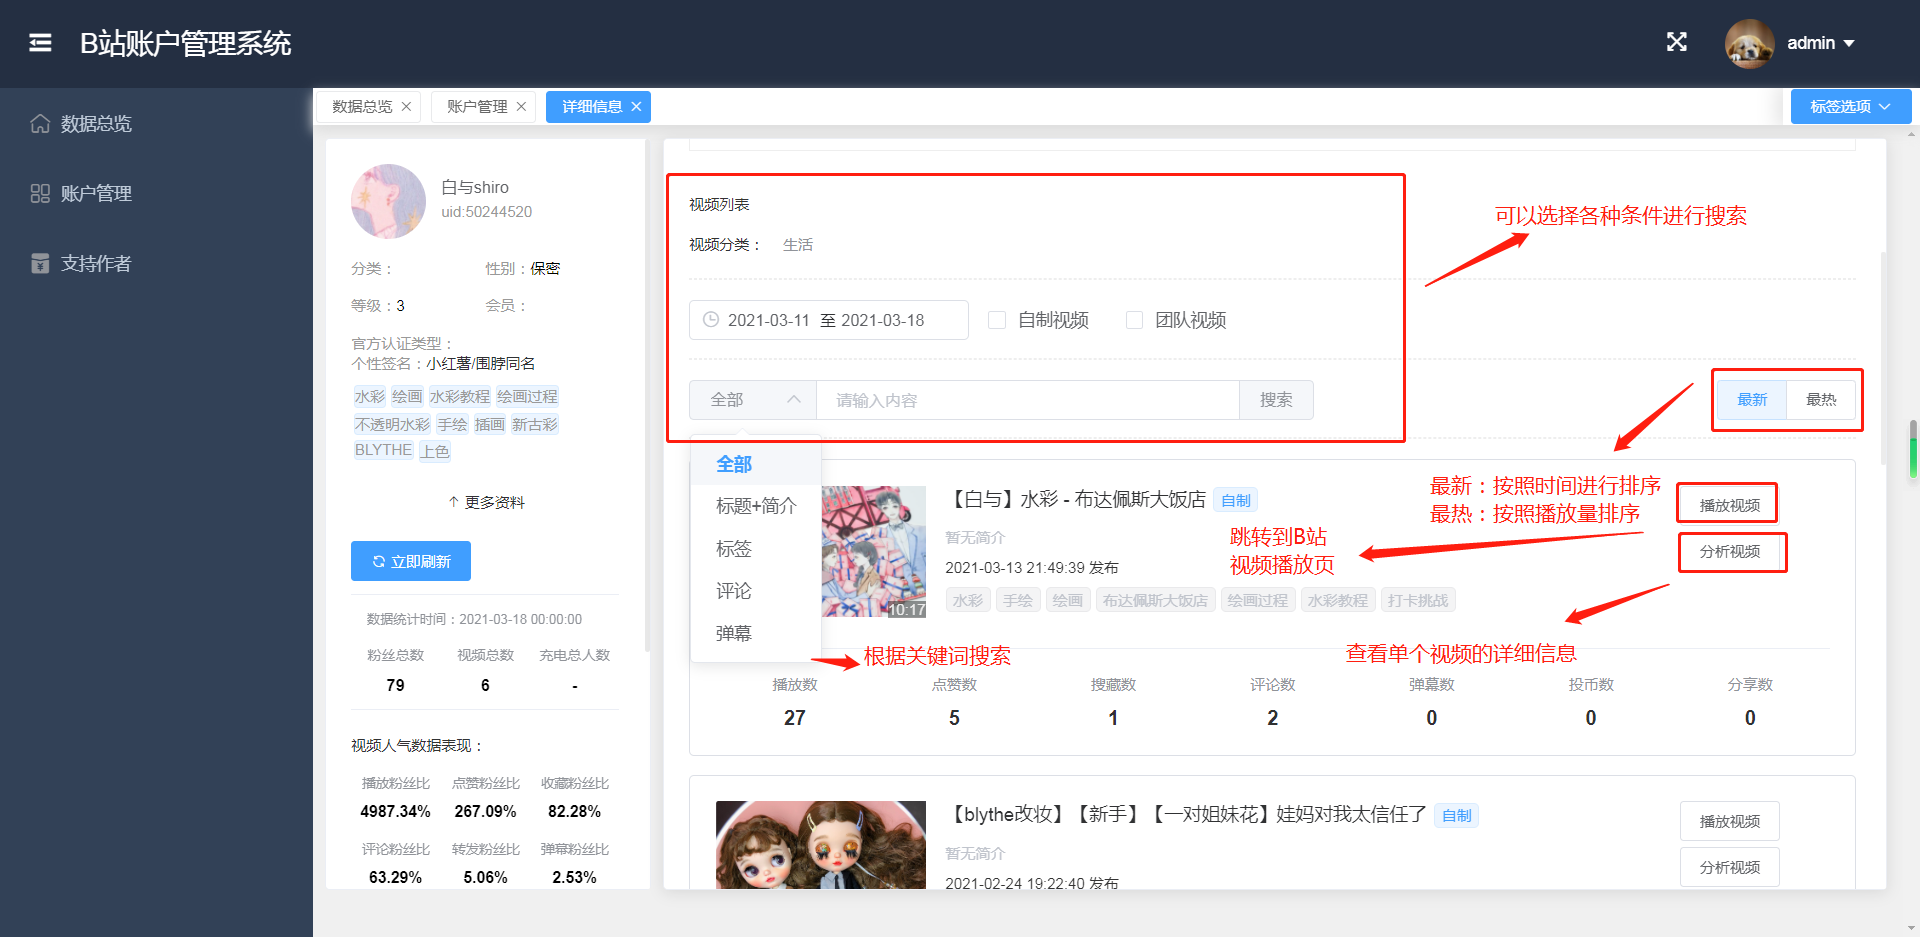 B站账户管理系统
admin
数据总览
账户管理
支持作者
数据总览
账户管理
详细信息
标签选项
白与shiro
uid:50244520
分类：
性别：保密
等级：3
会员：
官方认证类型：
个性签名：小红薯/围脖同名
水彩 绘画 水彩教程 绘画过程
不透明水彩 手绘 插画 新古彩
BLYTHE 上色
更多资料
立即刷新
数据统计时间：2021-03-18 00:00:00
粉丝总数 视频总数 充电总人数
79 6 -
视频人气数据表现：
播放粉丝比 点赞粉丝比 收藏粉丝比
4987.34% 267.09% 82.28%
评论粉丝比 转发粉丝比 弹幕粉丝比
63.29% 5.06% 2.53%
视频列表
视频分类： 生活
可以选择各种条件进行搜索
2021-03-11 至 2021-03-18
自制视频
团队视频
全部
请输入内容
搜索
最新 最热
全部
标题+简介
标签
评论
弹幕
根据关键词搜索
10:17
【白与】水彩 - 布达佩斯大饭店 自制
暂无简介
2021-03-13 21:49:39 发布
水彩 手绘 绘画 布达佩斯大饭店 绘画过程 水彩教程 打卡挑战
跳转到B站
视频播放页
最新：按照时间进行排序
最热：按照播放量排序
播放视频
分析视频
查看单个视频的详细信息
播放数 点赞数 搜藏数 评论数 弹幕数 投币数 分享数
27 5 1 2 0 0 0
【blythe改妆】【新手】【一对姐妹花】娃妈对我太信任了 自制
暂无简介
2021-02-24 19:22:40 发布
播放视频
分析视频